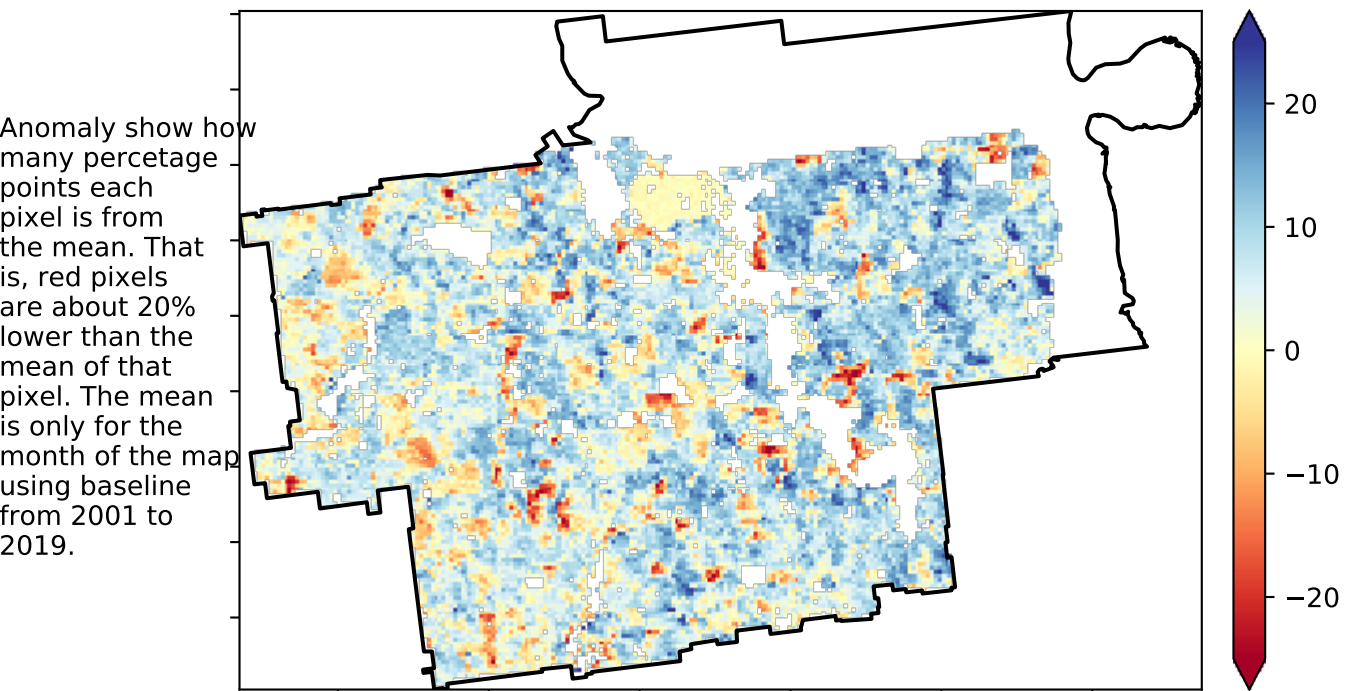 Anomaly show how
many percetage
points each
pixel is from
the mean. That
is, red pixels
are about 20%
lower than the
mean of that
pixel. The mean
is only for the
month of the map
using baseline
from 2001 to
2019.
20
10
0
−10
−20